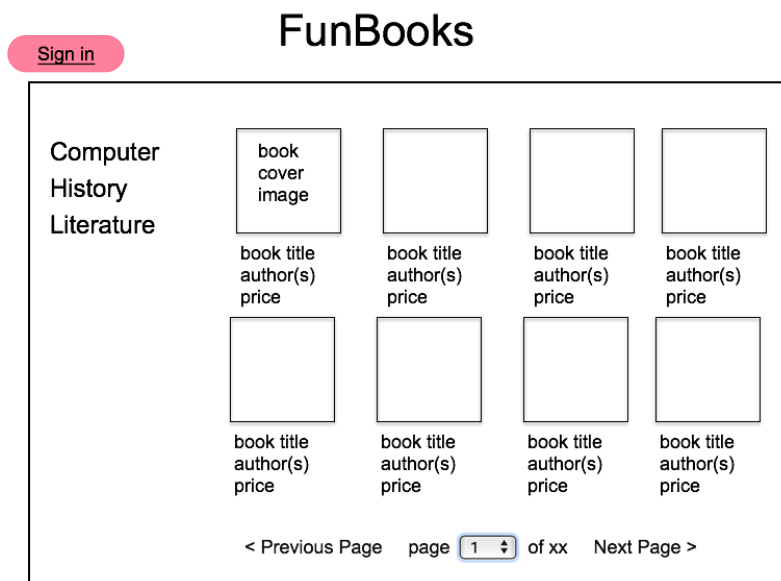 FunBooks
Sign in
Computer
History
Literature
book
cover
image
book title
author(s)
price
book title
author(s)
price
book title
author(s)
price
book title
author(s)
price
book title
author(s)
price
book title
author(s)
price
book title
author(s)
price
book title
author(s)
price
< Previous Page page 1 of xx Next Page >